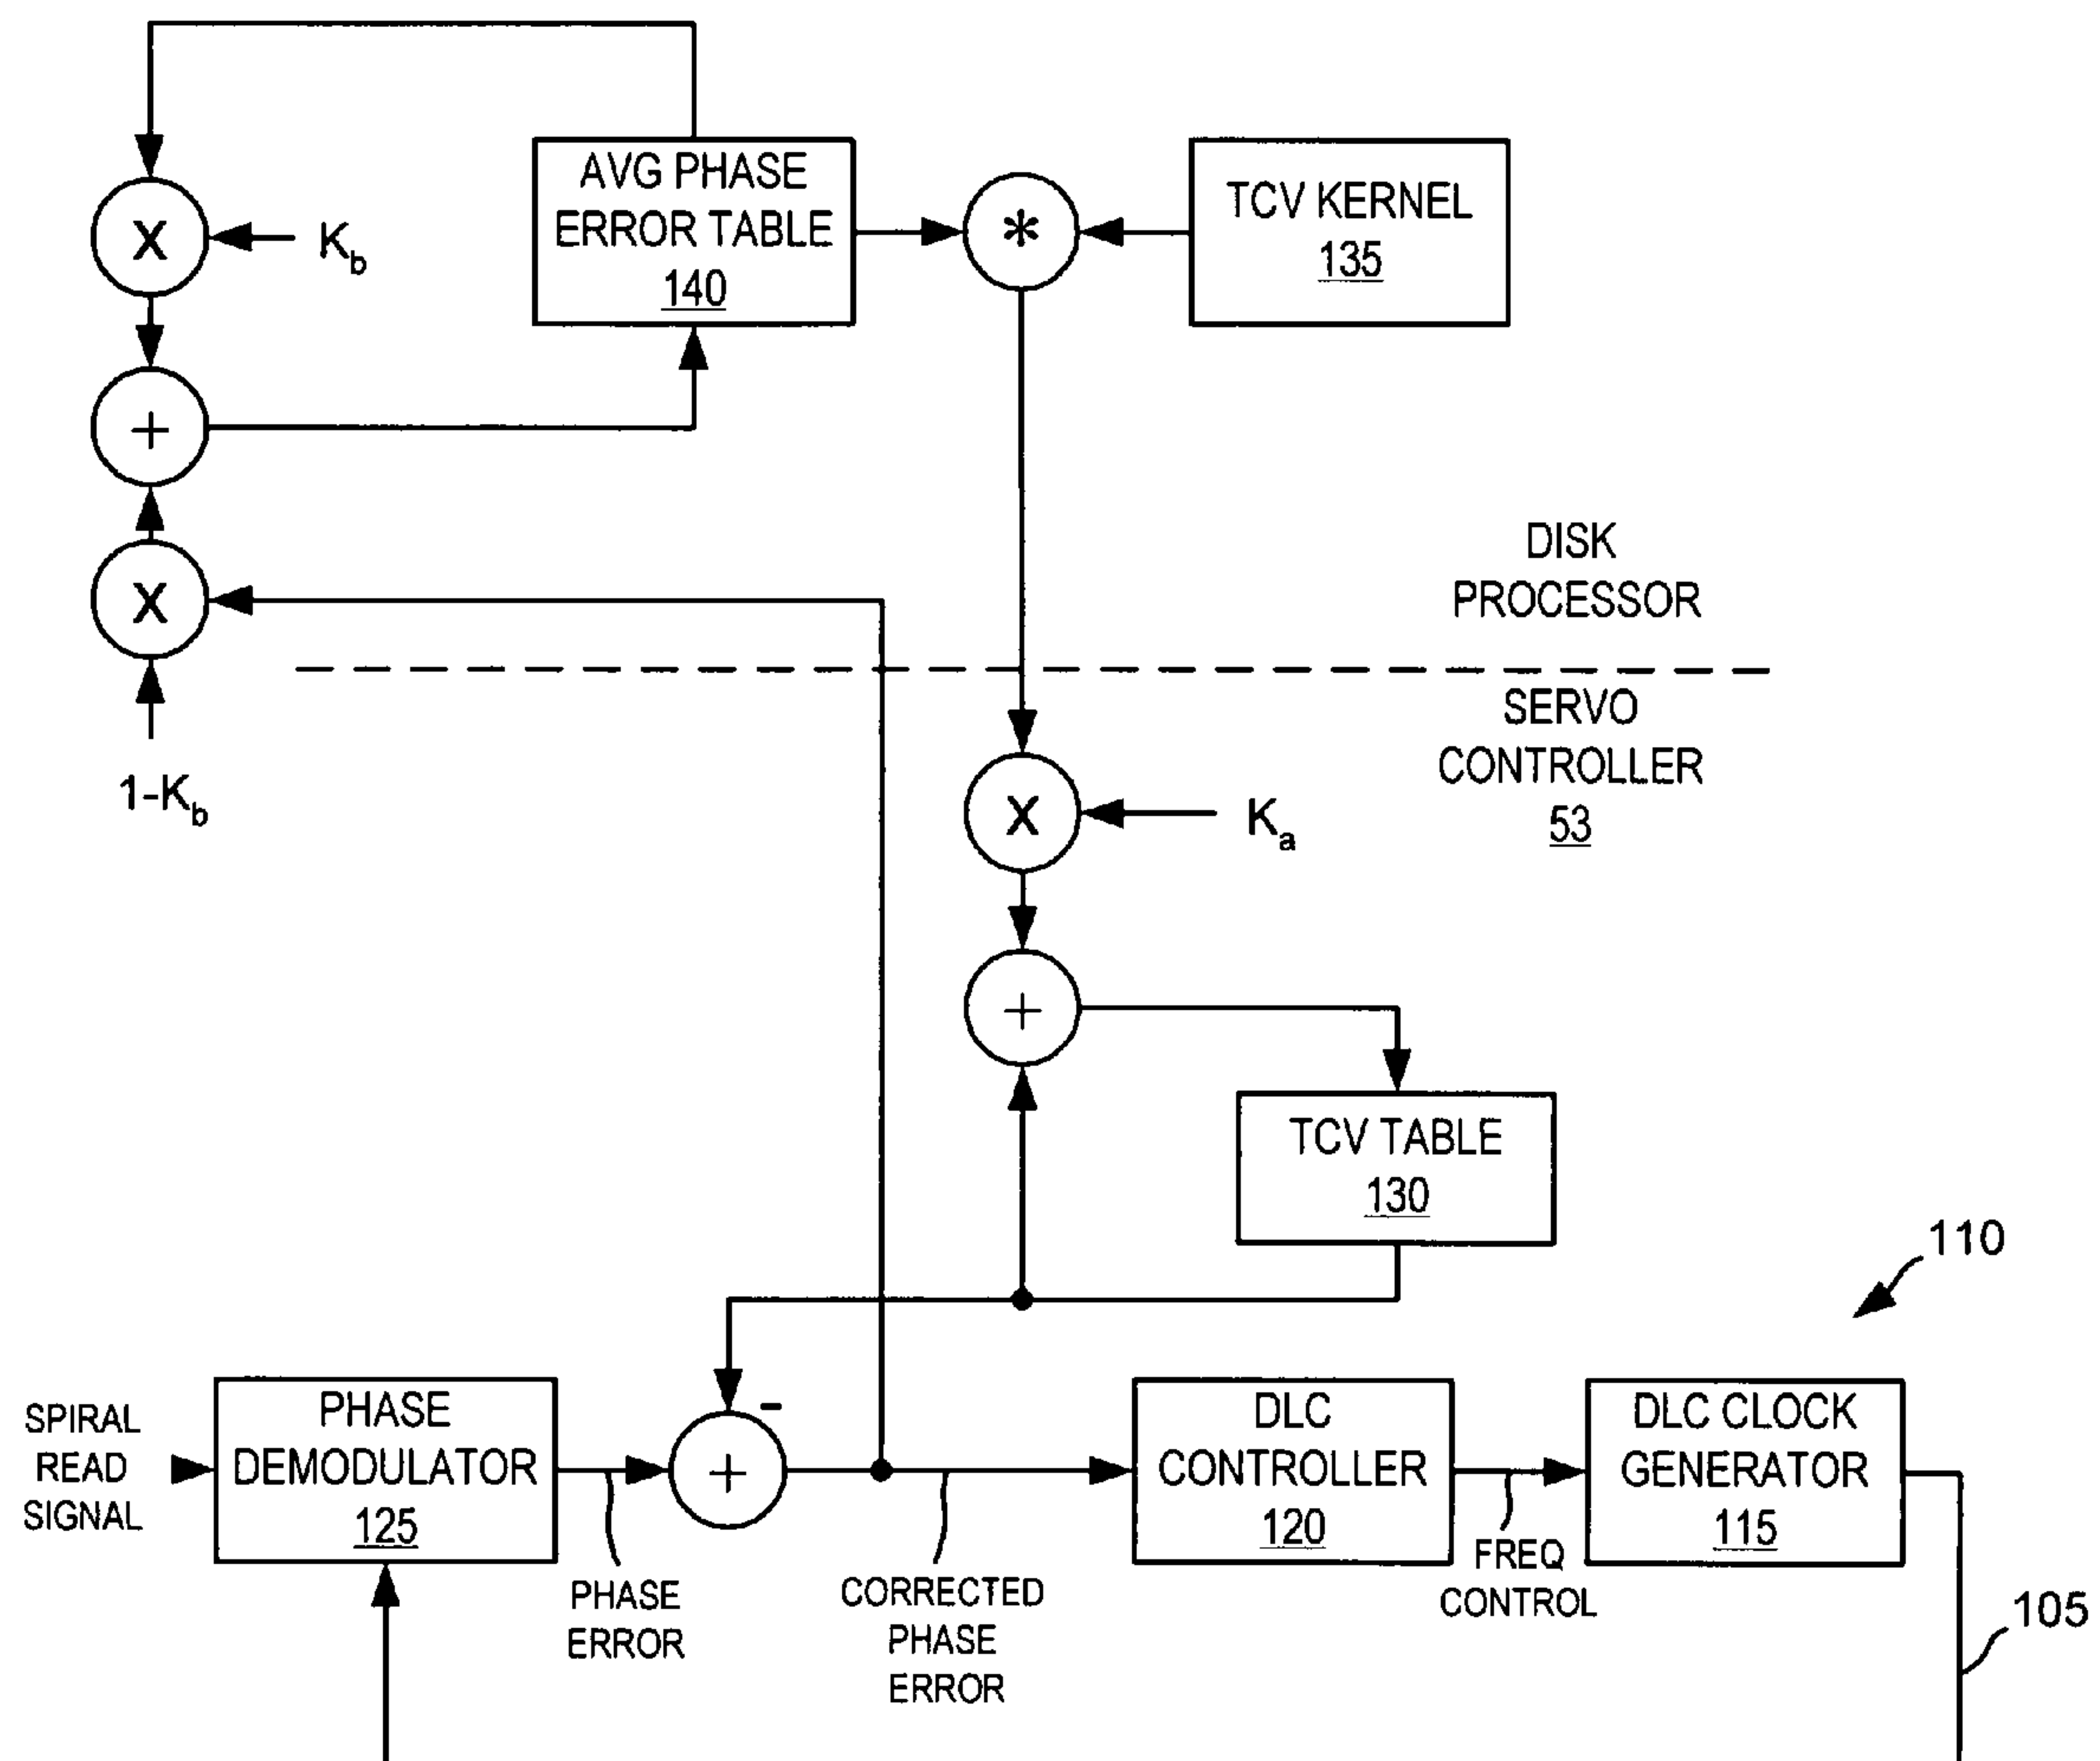 AVG PHASE
ERROR TABLE
140
TCV KERNEL
135
X
*
Kb
+
X
1-Kb
DISK
PROCESSOR
SERVO
CONTROLLER
53
X
Ka
+
TCV TABLE
130
110
SPIRAL
READ
SIGNAL
PHASE
DEMODULATOR
125
-
+
DLC
CONTROLLER
120
DLC CLOCK
GENERATOR
115
PHASE
ERROR
CORRECTED
PHASE
ERROR
FREQ
CONTROL
105